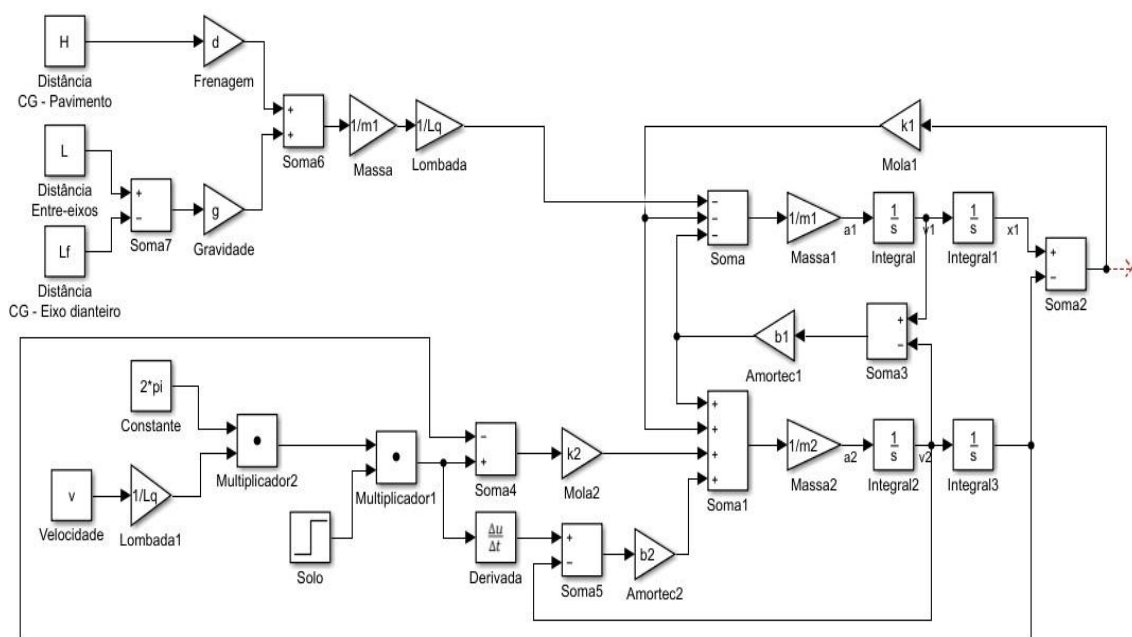 H
Distância
CG - Pavimento
d
Frenagem
L
Distância
Entre-eixos
Lf
Distância
CG - Eixo dianteiro
+
−
Soma7
g
Gravidade
+
+
Soma6
1/m1
Massa
1/Lq
Lombada
k1
Mola1
−
−
−
Soma
1/m1
Massa1
a1
1
s
Integral
v1
1
s
Integral1
x1
+
−
Soma2
+
−
Soma3
b1
Amortec1
2*pi
Constante
v
Velocidade
1/Lq
Lombada1
Multiplicador2
Solo
Multiplicador1
−
+
Soma4
k2
Mola2
Δu
Δt
Derivada
+
−
Soma5
b2
Amortec2
+
+
+
+
Soma1
1/m2
Massa2
a2
1
s
Integral2
v2
1
s
Integral3